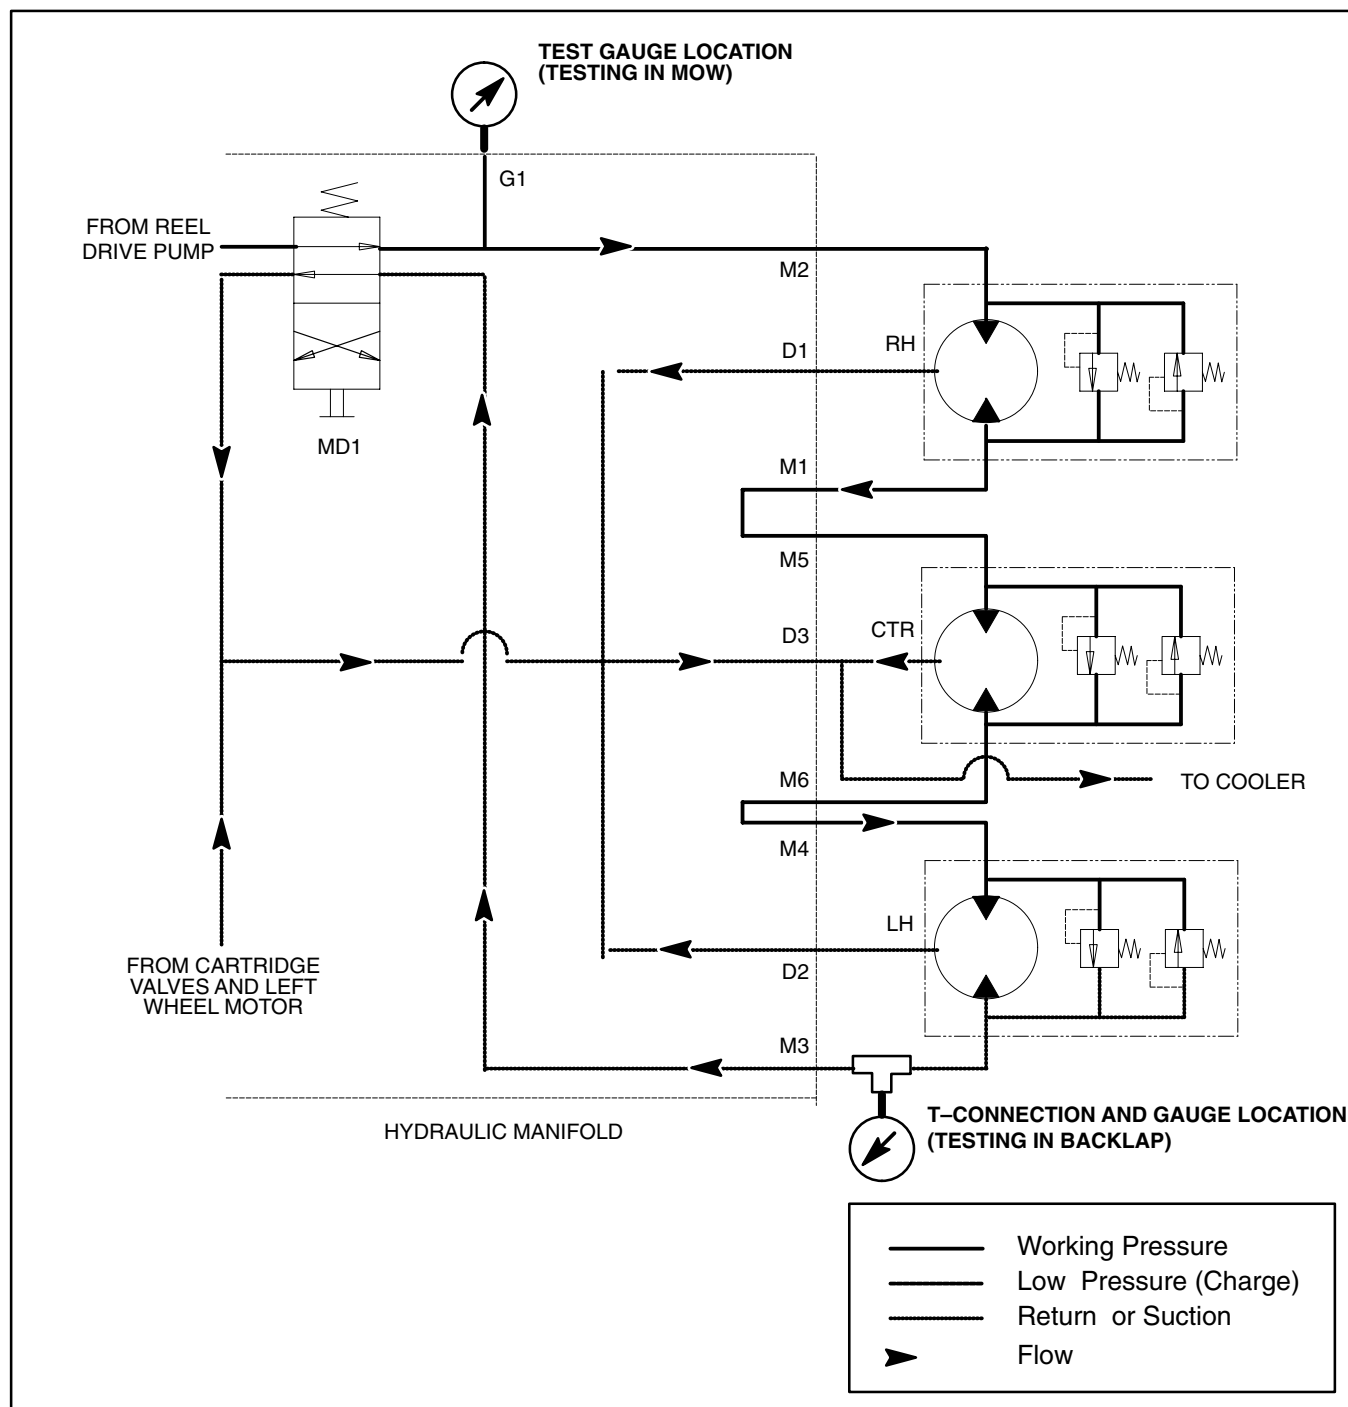 TEST GAUGE LOCATION
(TESTING IN MOW)
G1
FROM REEL
DRIVE PUMP
M2
D1
RH
MD1
M1
M5
D3
CTR
M6
TO COOLER
M4
LH
D2
FROM CARTRIDGE
VALVES AND LEFT
WHEEL MOTOR
M3
HYDRAULIC MANIFOLD
T–CONNECTION AND GAUGE LOCATION
(TESTING IN BACKLAP)
Working Pressure
Low Pressure (Charge)
Return or Suction
Flow